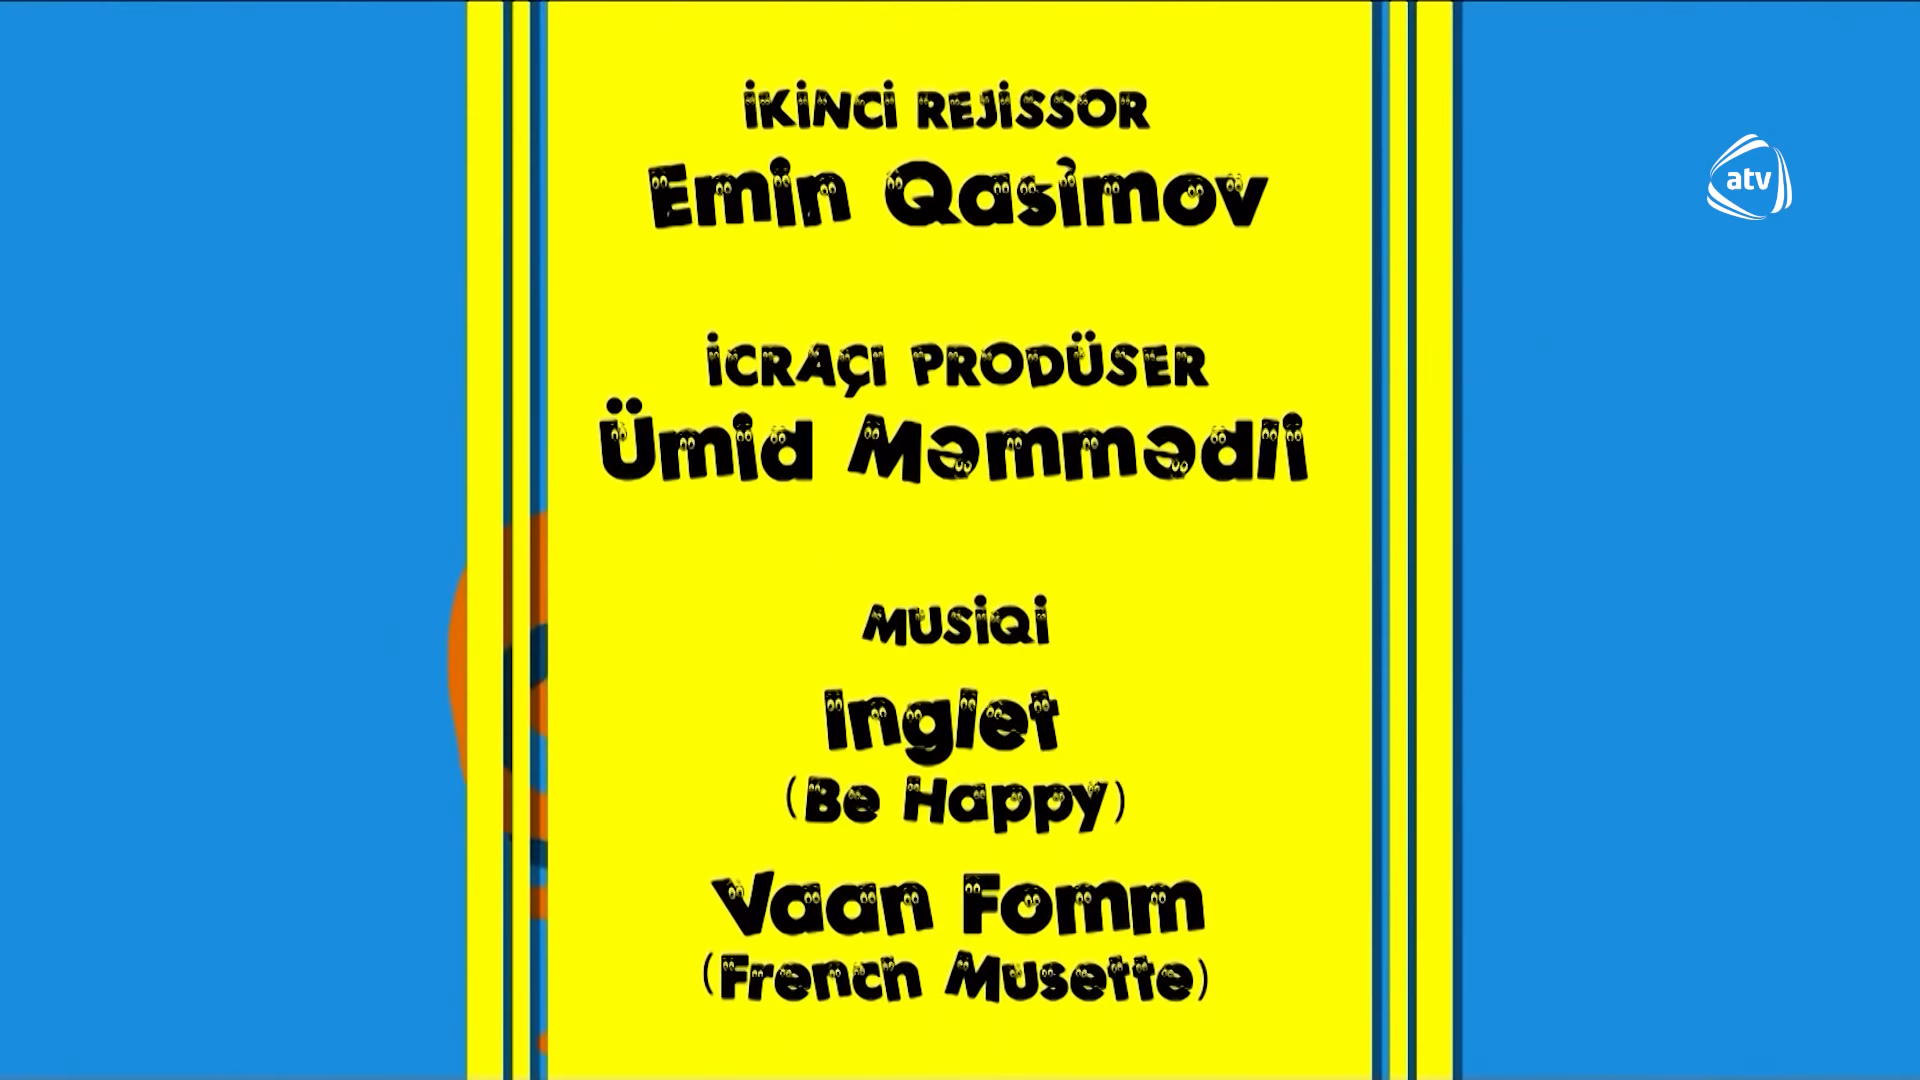 İKİNCİ REJİSSOR
Emin Qasimov
atv
İCRAÇI PRODÜSER
Ümid Məmmədli
MUSİQİ
Inglet
(Be Happy)
Vaan Fomm
(French Musette)